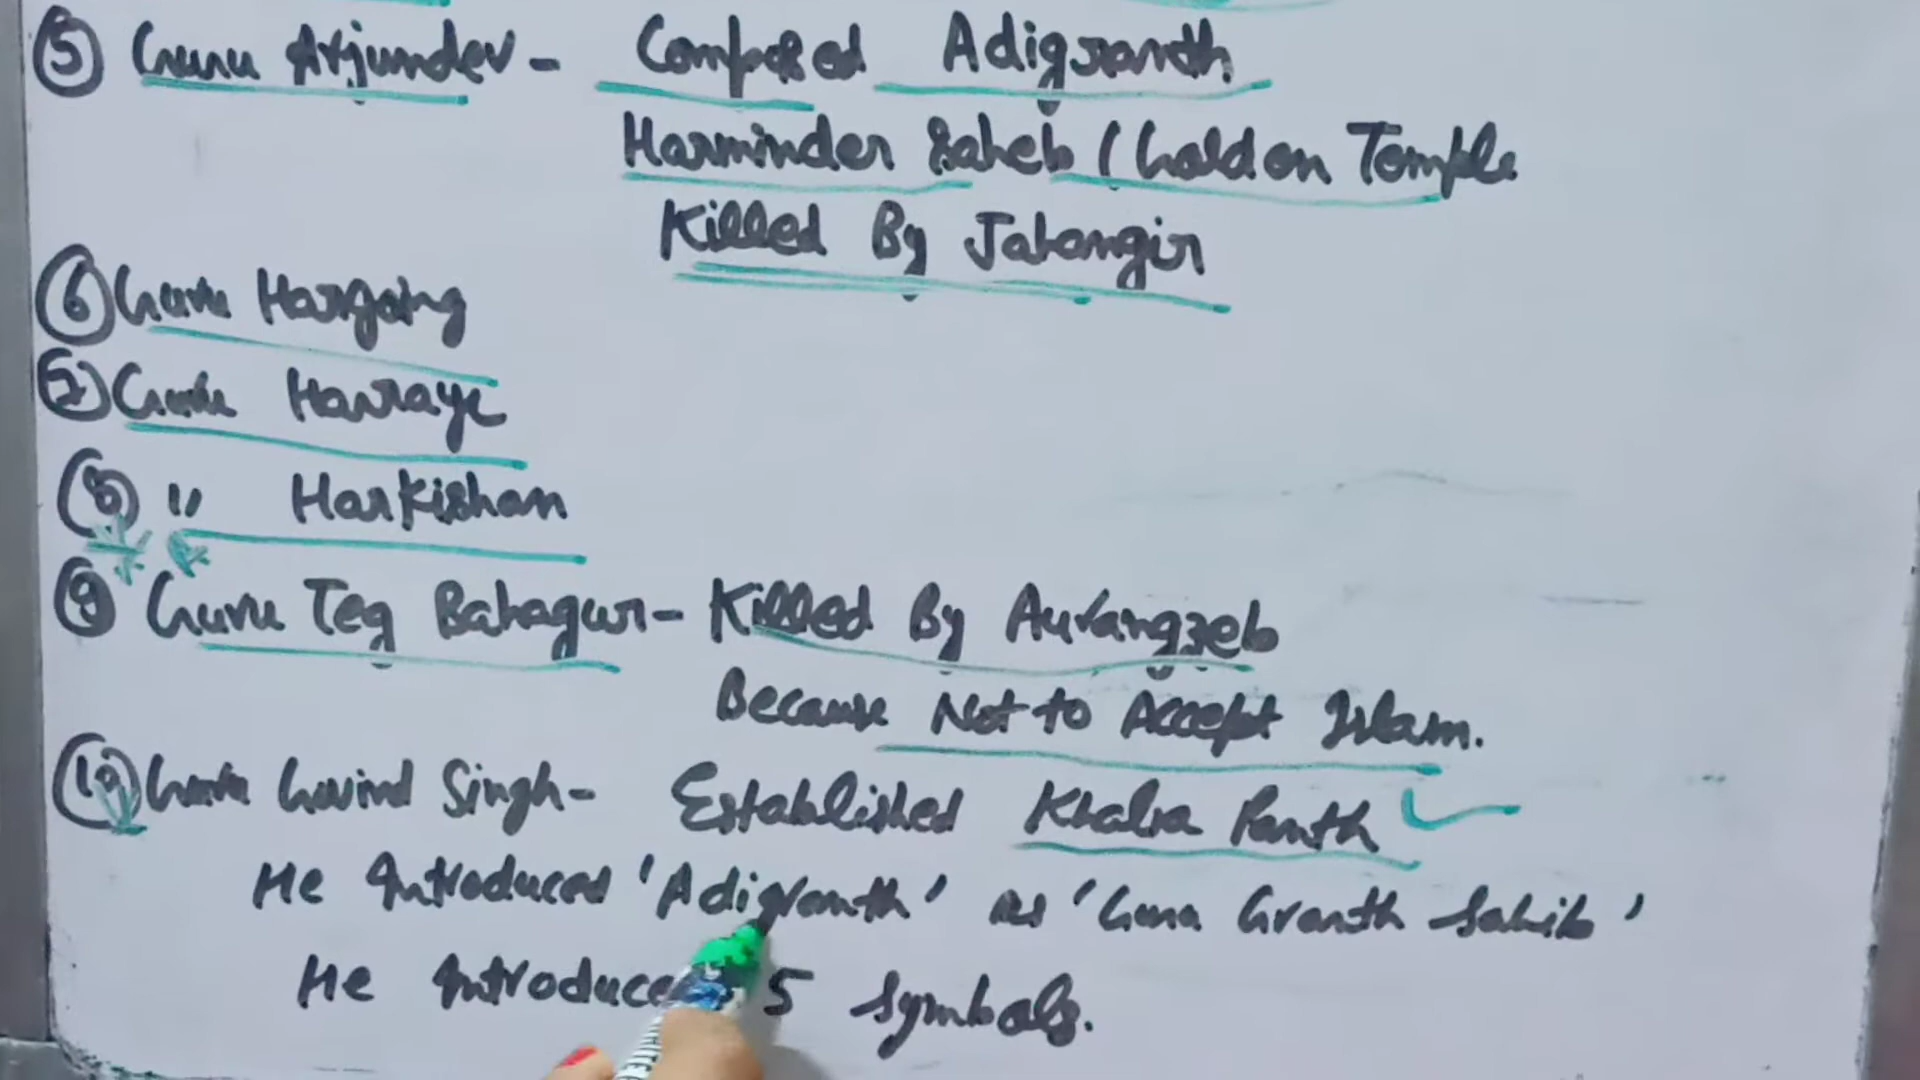 5 Guru Arjundev - Composed Adigranth
Harminder Saheb (Golden Temple
Killed By Jahangir
6 Guru Hargobing
7 Guru Harraye
8 " Harkishan
9 Guru Teg Bahagur - Killed By Aurangzeb
Because Not to Accept Islam.
10 Guru Govind Singh - Established Khalsa Panth
He Introduced 'Adigranth' as 'Guru Granth Sahib'
He Introduced 5 Symbols.